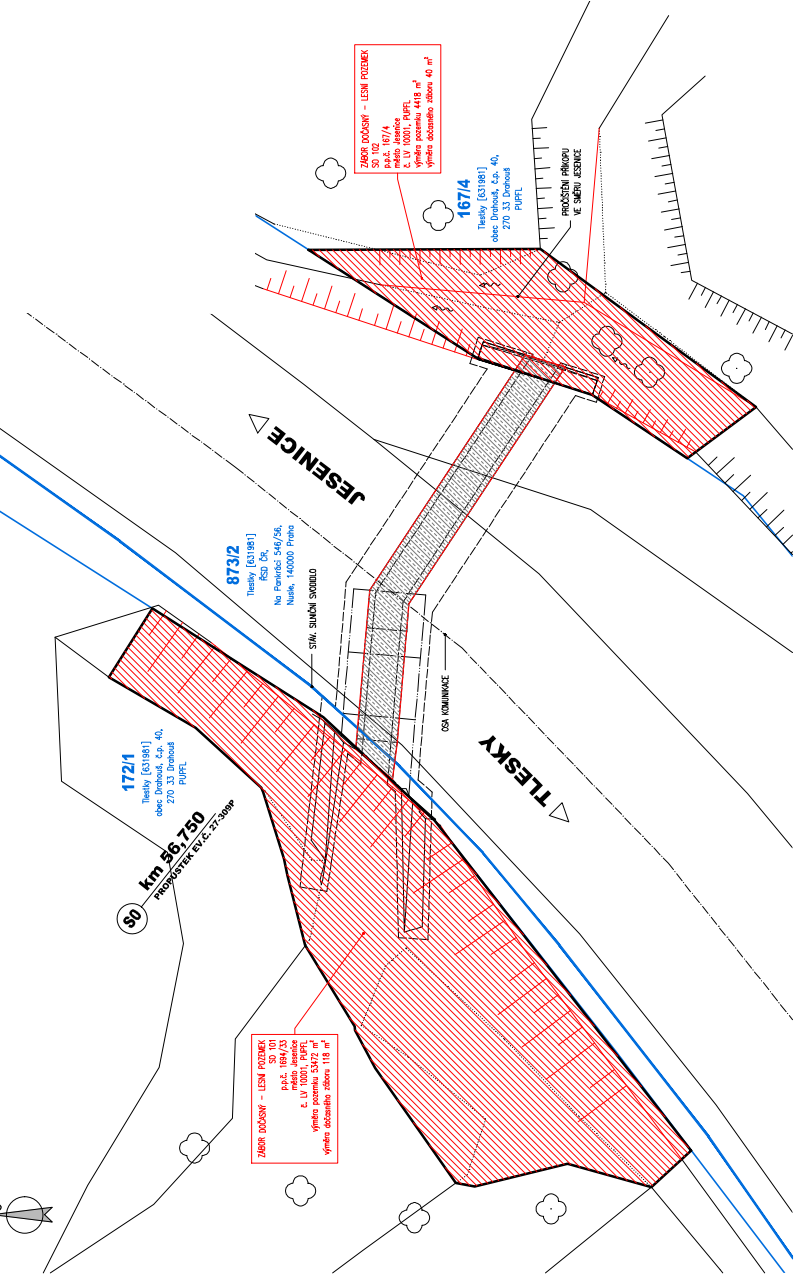 ZÁBOR DOČASNÝ – LESNÍ POZEMEK
SO 102
p.p.č. 167/4
město Jesenice
č. LV 10001, PUPFL
výměra pozemku 4418 m²
výměra dočasného záboru 40 m²
167/4
Tlestky [631981]
obec Drahouš, č.p. 40,
270 33 Drahouš
PUPFL
PROČIŠTĚNÍ PŘÍKOPU
VE SMĚRU JESENICE
JESENICE
873/2
Tlestky [631981]
ŘSD ČR,
Na Pankráci 546/56,
Nusle, 140000 Praha
STÁV. SILNIČNÍ SVODIDLO
OSA KOMUNIKACE
TLESKY
172/1
Tlestky [631981]
obec Drahouš, č.p. 40,
270 33 Drahouš
PUPFL
SO
km 56,750
PROPUSTEK EV.Č. 27-309P
ZÁBOR DOČASNÝ – LESNÍ POZEMEK
SO 101
p.p.č. 1694/33
město Jesenice
č. LV 10001, PUPFL
výměra pozemku 53472 m²
výměra dočasného záboru 118 m²